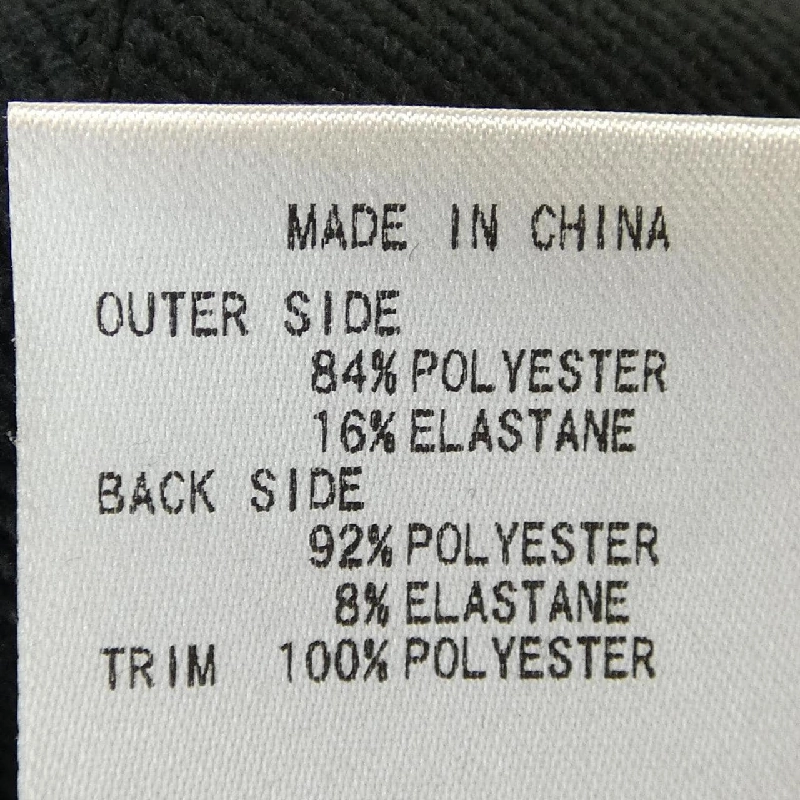 MADE IN CHINA
OUTER SIDE
84% POLYESTER
16% ELASTANE
BACK SIDE
92% POLYESTER
8% ELASTANE
TRIM 100% POLYESTER